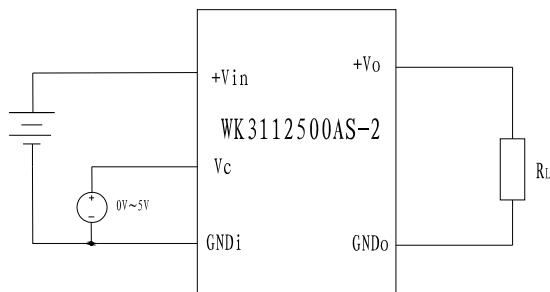 +Vin
+Vo
WK3112500AS-2
Vc
0V~5V
RL
GNDi
GNDo